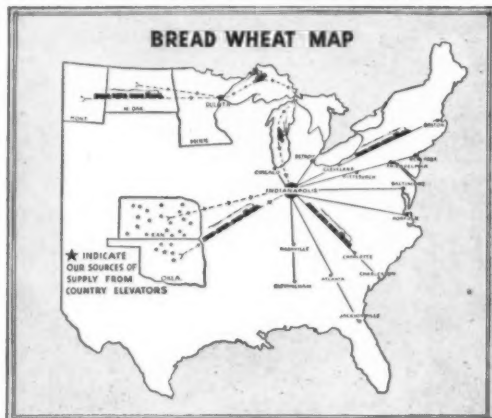 BREAD WHEAT MAP
MONT.
N. DAK.
DULUTH
MINN.
BOSTON
DETROIT
CLEVELAND
NEW YORK
PHILADELPHIA
PITTSBURGH
CHICAGO
BALTIMORE
INDIANAPOLIS
NORFOLK
KAN.
NASHVILLE
CHARLOTTE
★ INDICATE
OUR SOURCES OF
SUPPLY FROM
COUNTRY ELEVATORS
OKLA.
BIRMINGHAM
ATLANTA
CHARLESTON
JACKSONVILLE